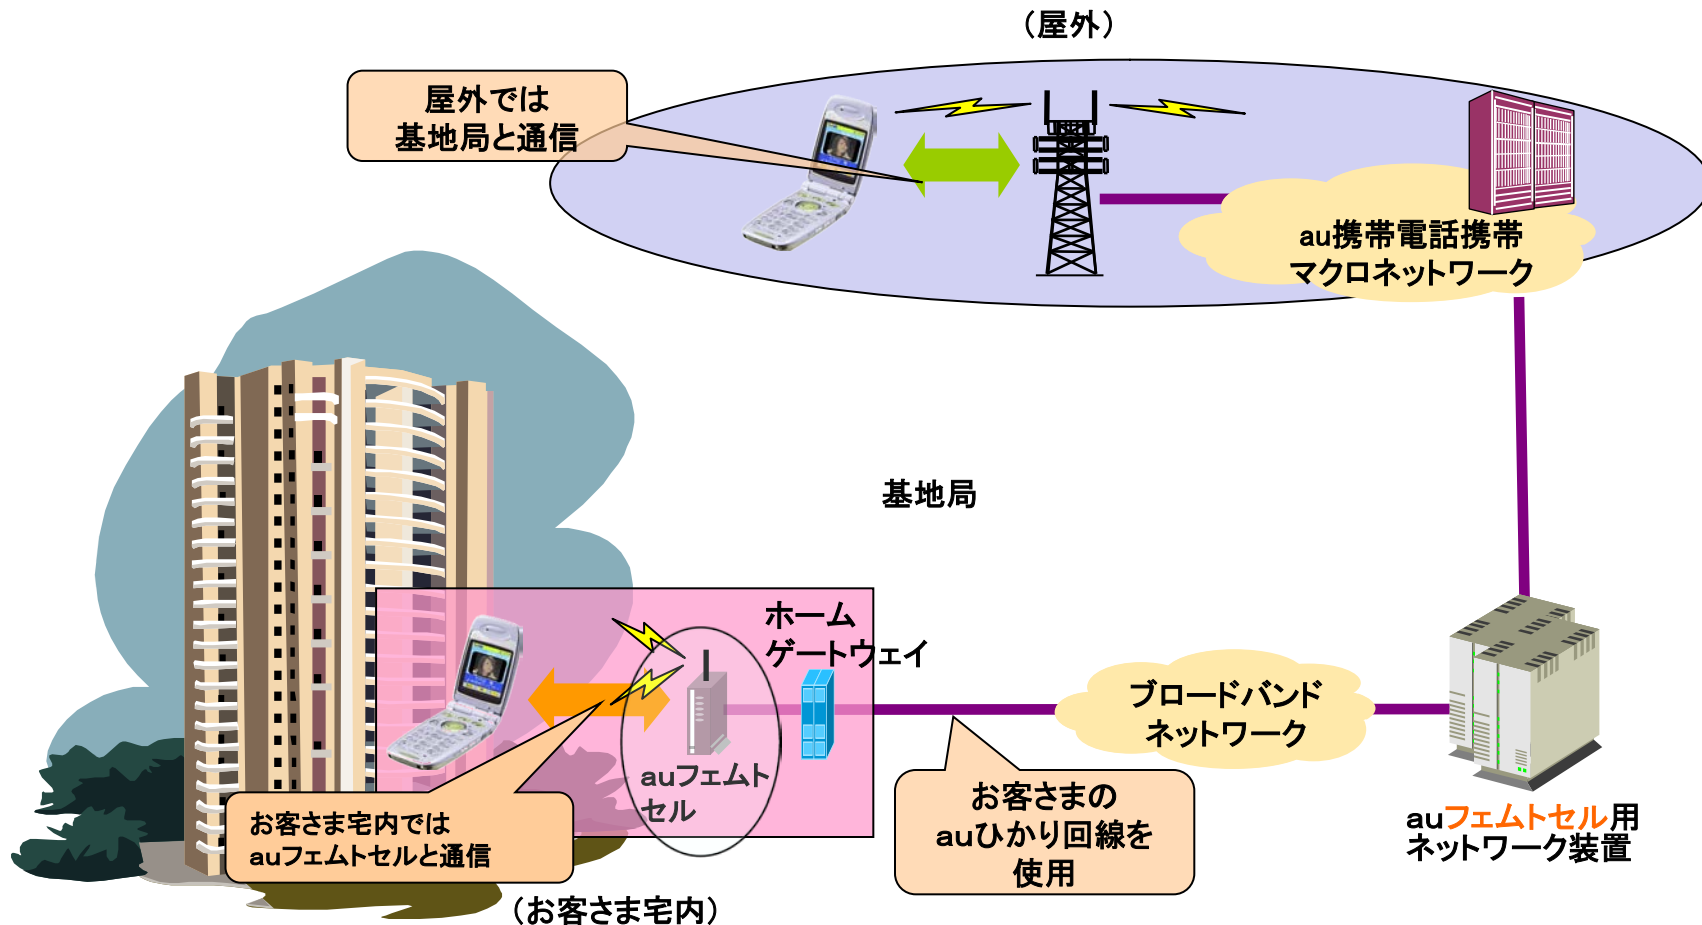 （屋外）
屋外では
基地局と通信
au携帯電話携帯
マクロネットワーク
基地局
ホーム
ゲートウェイ
ブロードバンド
ネットワーク
auフェムト
セル
お客さま宅内では
auフェムトセルと通信
お客さまの
auひかり回線を
使用
auフェムトセル用
ネットワーク装置
（お客さま宅内）